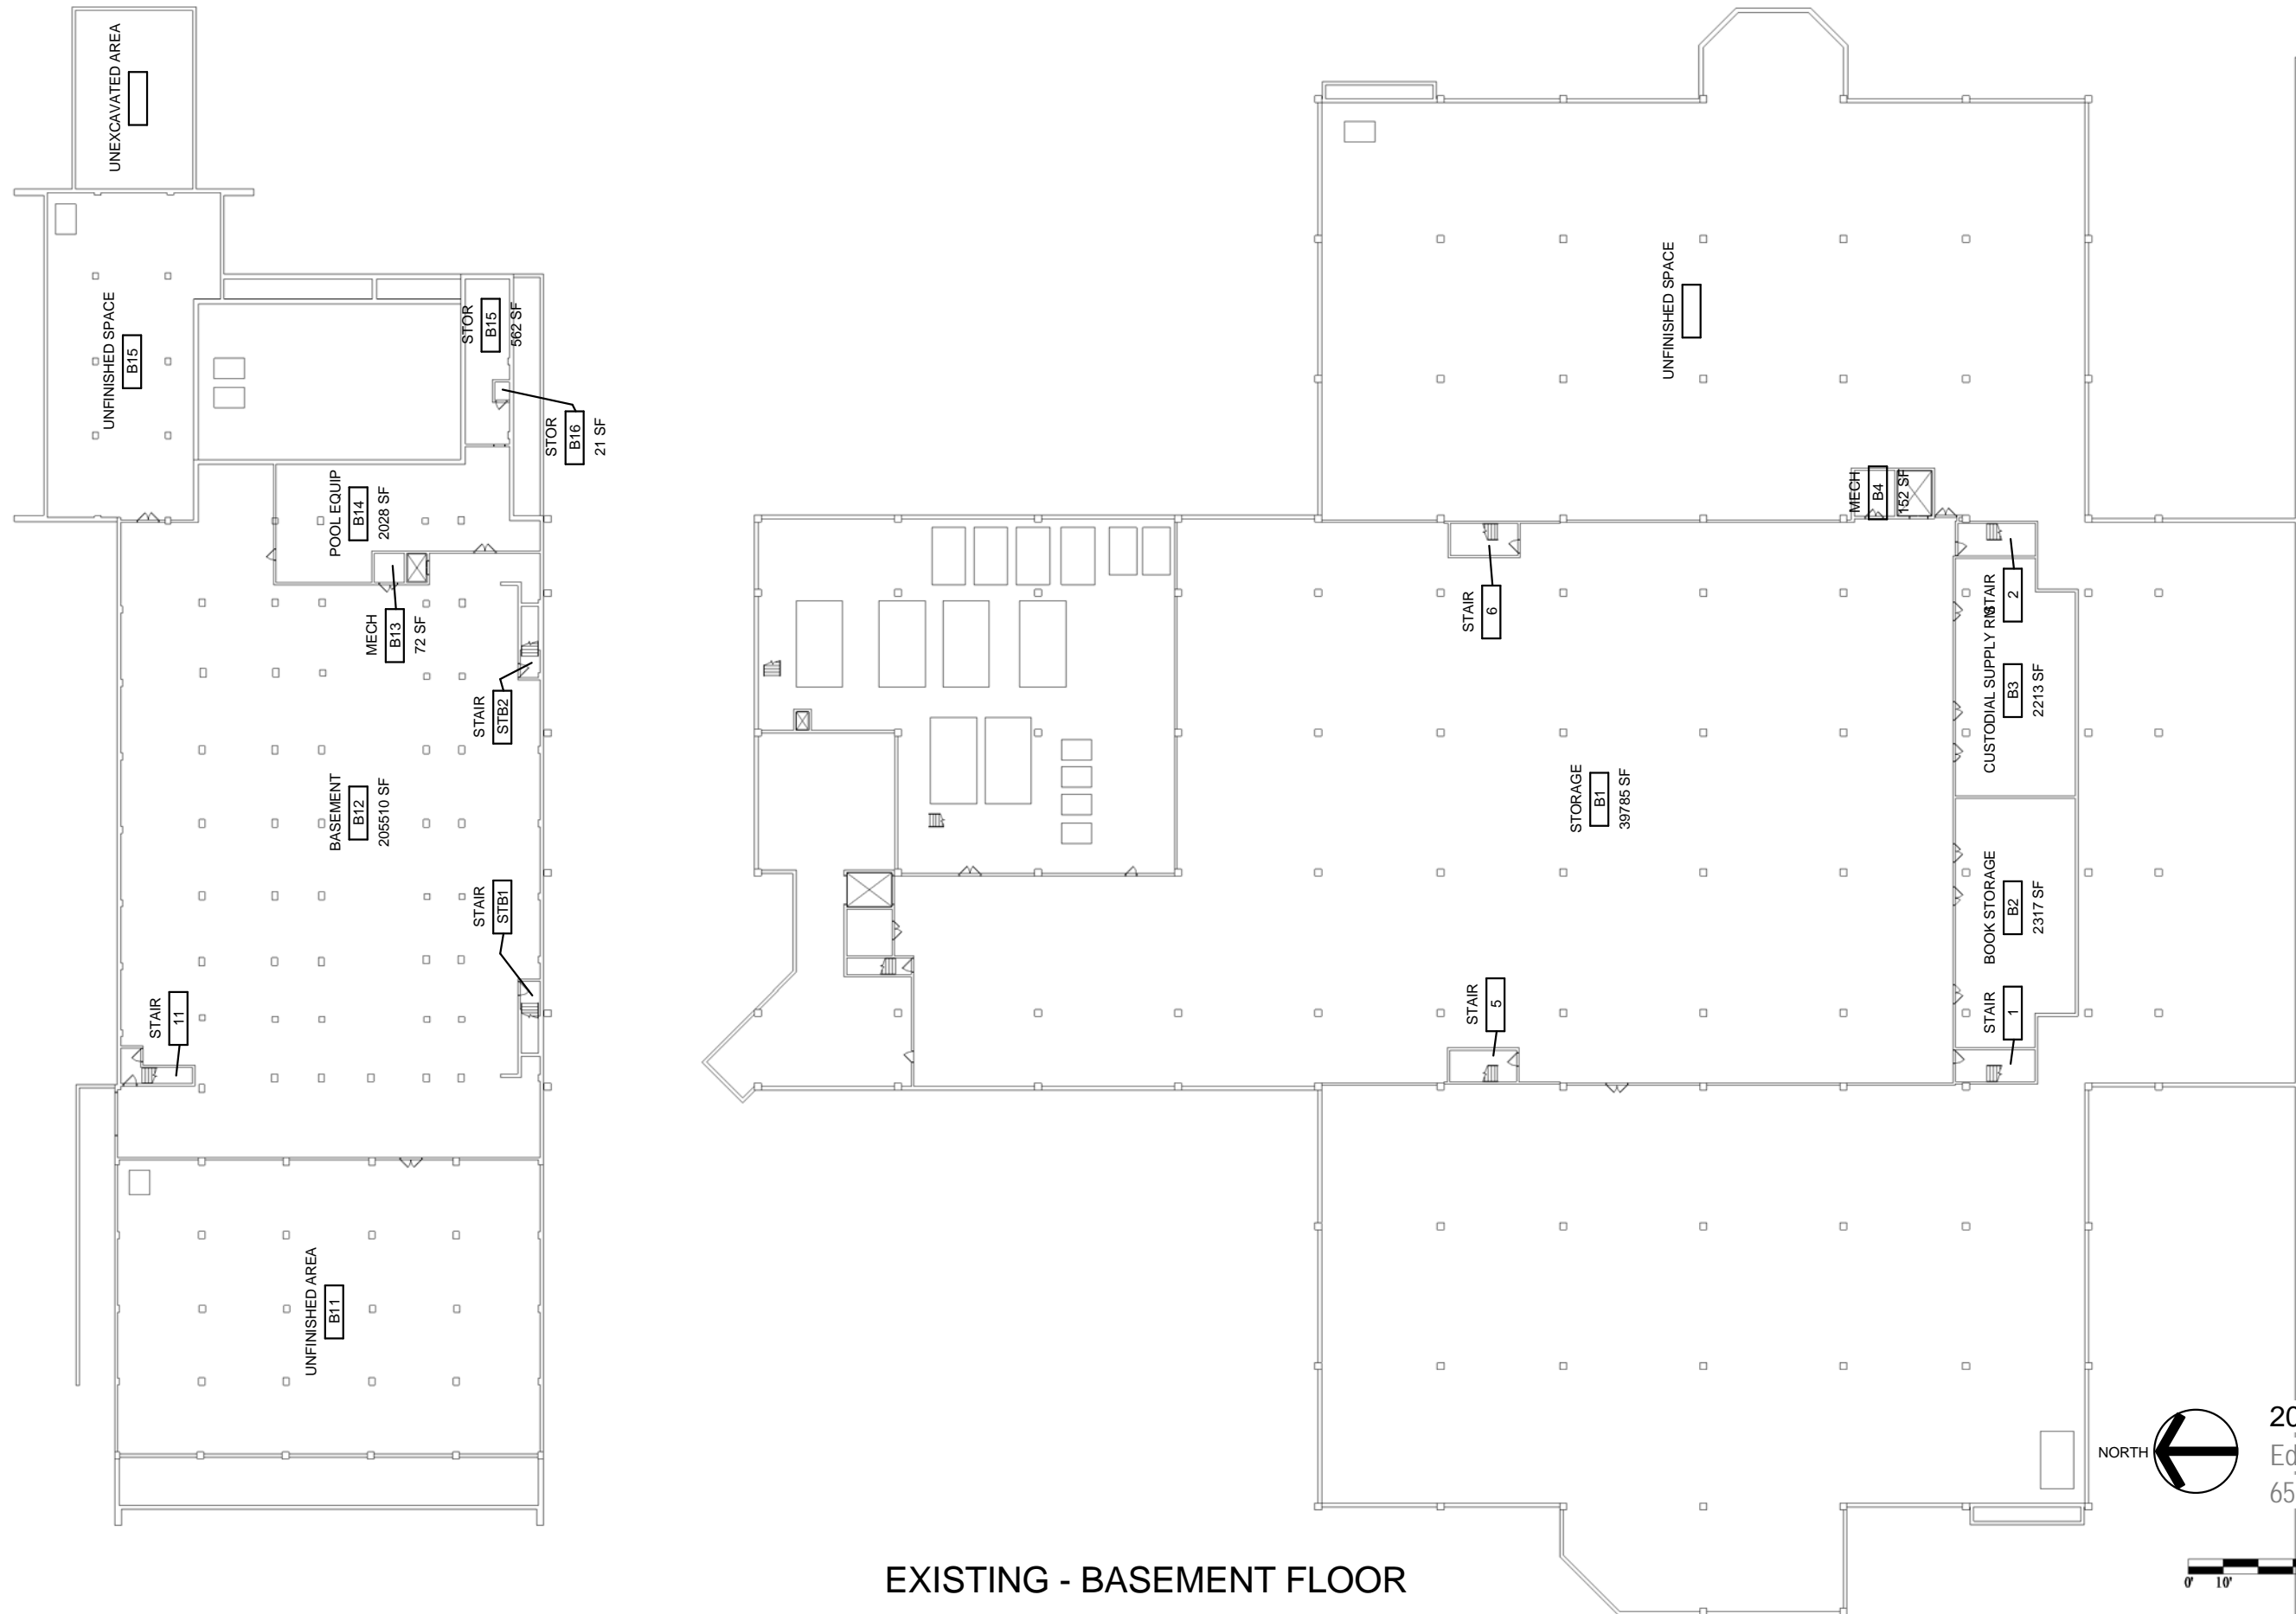 UNEXCAVATED AREA
UNFINISHED SPACE
B15
STOR
B15
562 SF
STOR
B16
21 SF
POOL EQUIP
B14
2028 SF
MECH
B13
72 SF
STAIR
STB2
BASEMENT
B12
205510 SF
STAIR
STB1
STAIR
11
UNFINISHED AREA
B11
UNFINISHED SPACE
MECH
B4
152 SF
STAIR
6
STAIR
2
CUSTODIAL SUPPLY RM
B3
2213 SF
STORAGE
B1
39785 SF
BOOK STORAGE
B2
2317 SF
STAIR
5
STAIR
1
NORTH
20
Ed
65
0' 10'
EXISTING - BASEMENT FLOOR